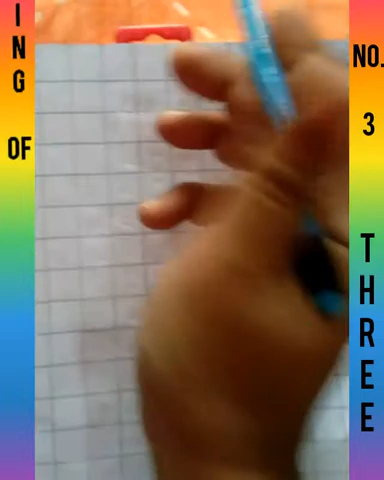 ING
OF
NO.
3
THREE